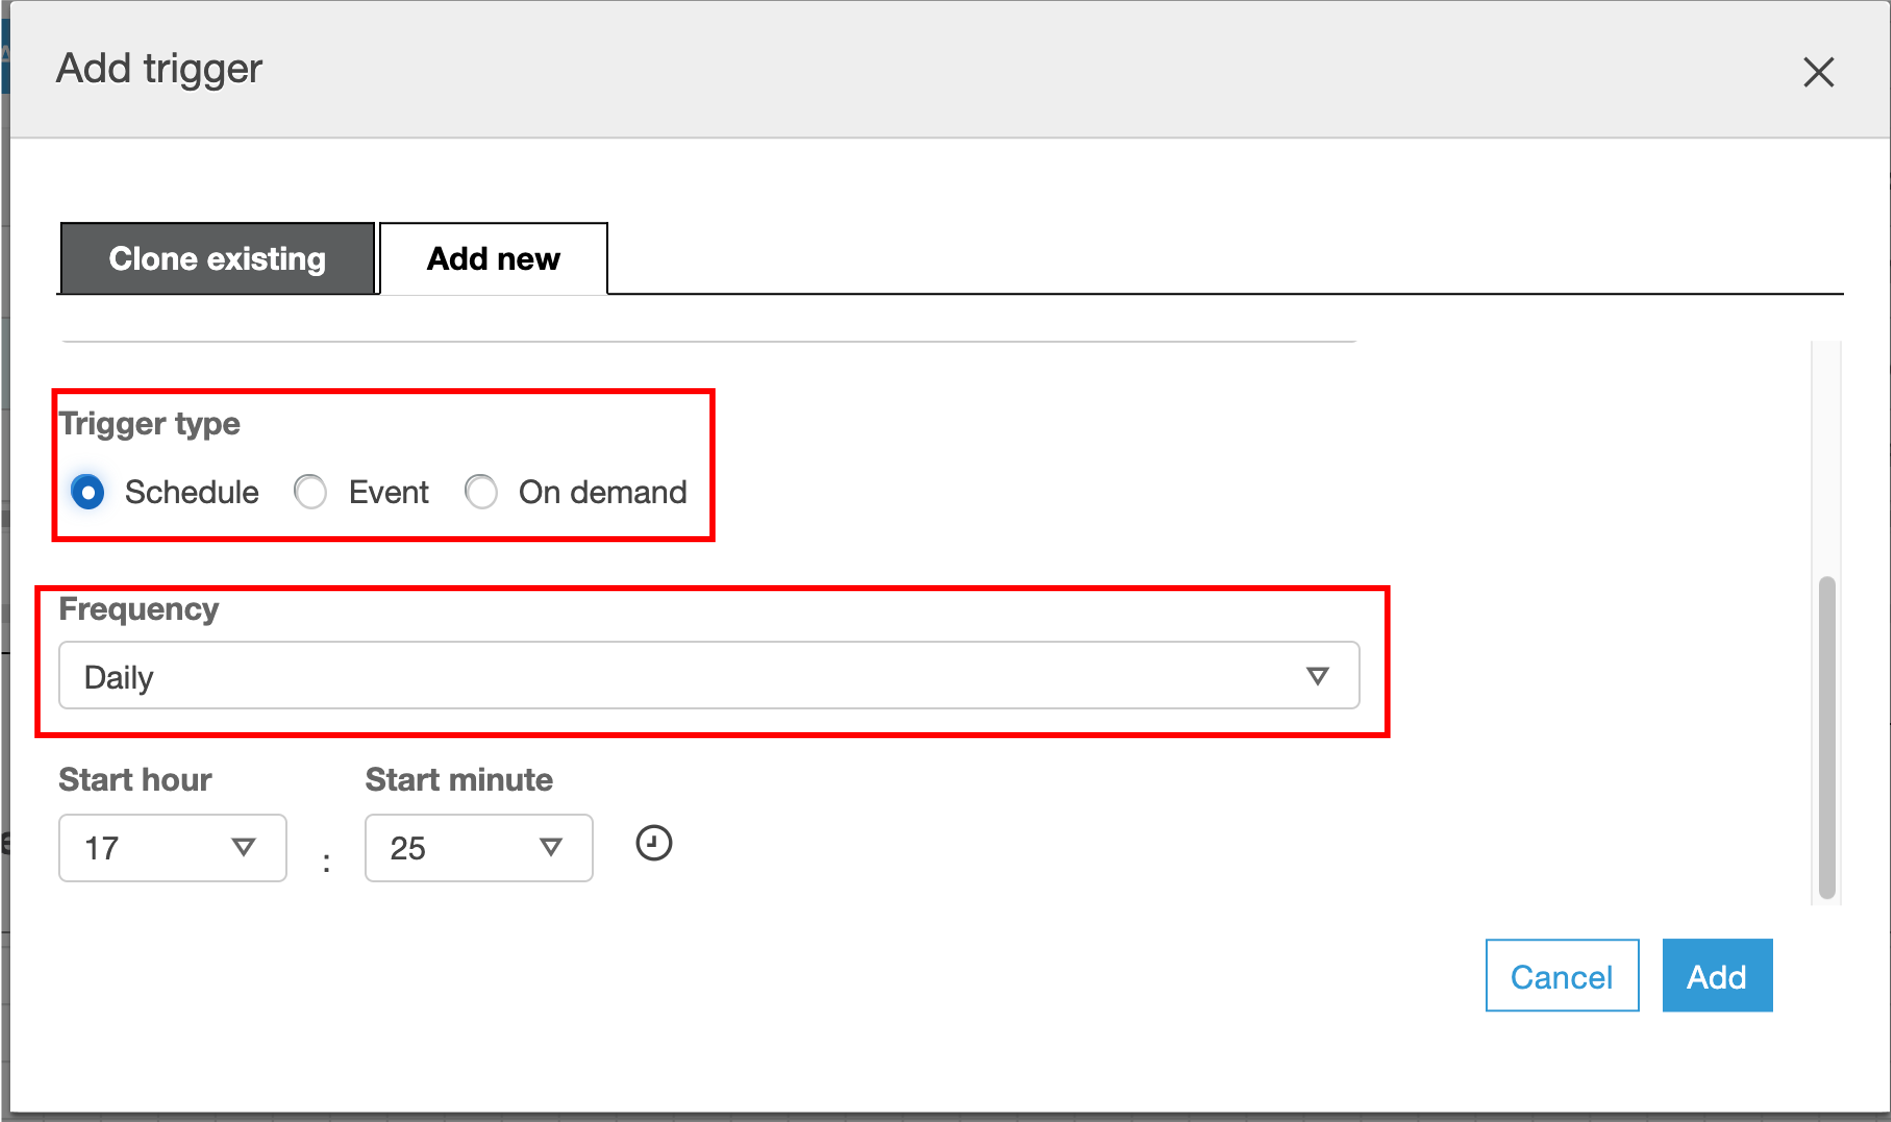 Add trigger
Clone existing
Add new
Trigger type
Schedule Event On demand
Frequency
Daily
Start hour Start minute
17 : 25
Cancel Add